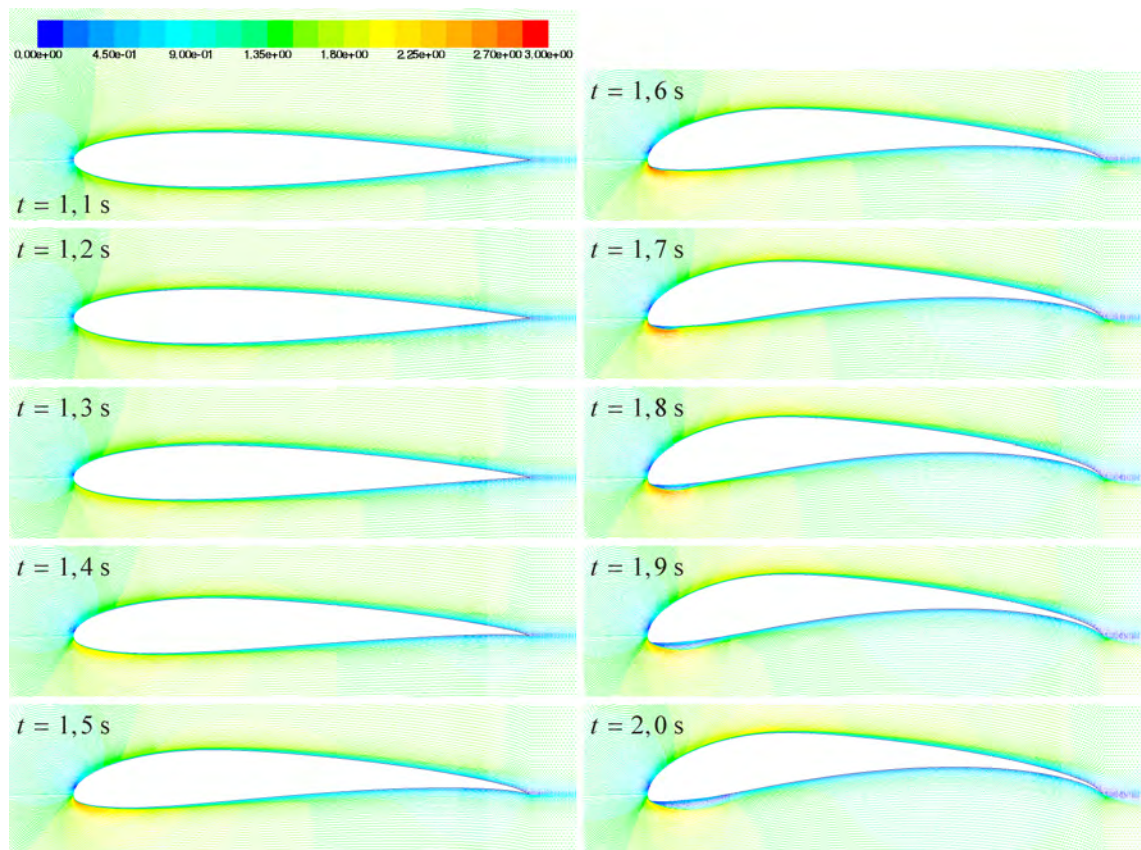 0.00e+00 4.50e-01 9.00e-01 1.35e+00 1.80e+00 2.25e+00 2.70e+00 3.00e+00
t = 1,1 s
t = 1,2 s
t = 1,3 s
t = 1,4 s
t = 1,5 s
t = 1,6 s
t = 1,7 s
t = 1,8 s
t = 1,9 s
t = 2,0 s